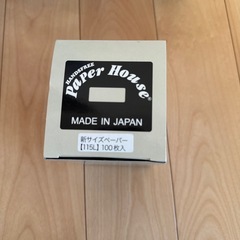 HANDSFREE
Paper House®
MADE IN JAPAN
新サイズペーパー
【115L】100枚入